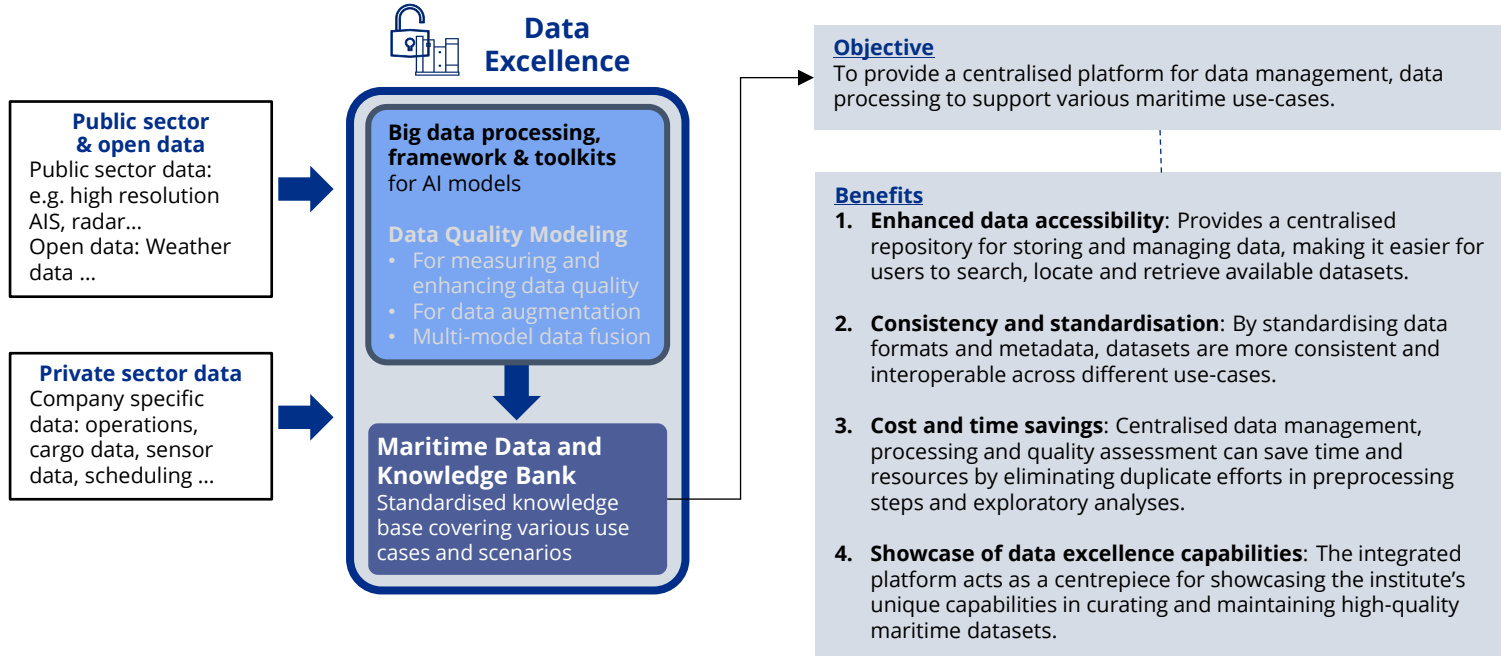 Data
Excellence
Public sector
& open data
Public sector data:
e.g. high resolution
AIS, radar...
Open data: Weather
data ...
Private sector data
Company specific
data: operations,
cargo data, sensor
data, scheduling ...
Big data processing,
framework & toolkits
for AI models
Data Quality Modeling
• For measuring and
enhancing data quality
• For data augmentation
• Multi-model data fusion
Maritime Data and
Knowledge Bank
Standardised knowledge
base covering various use
cases and scenarios
Objective
To provide a centralised platform for data management, data
processing to support various maritime use-cases.
Benefits
1. Enhanced data accessibility: Provides a centralised
repository for storing and managing data, making it easier for
users to search, locate and retrieve available datasets.
2. Consistency and standardisation: By standardising data
formats and metadata, datasets are more consistent and
interoperable across different use-cases.
3. Cost and time savings: Centralised data management,
processing and quality assessment can save time and
resources by eliminating duplicate efforts in preprocessing
steps and exploratory analyses.
4. Showcase of data excellence capabilities: The integrated
platform acts as a centrepiece for showcasing the institute's
unique capabilities in curating and maintaining high-quality
maritime datasets.